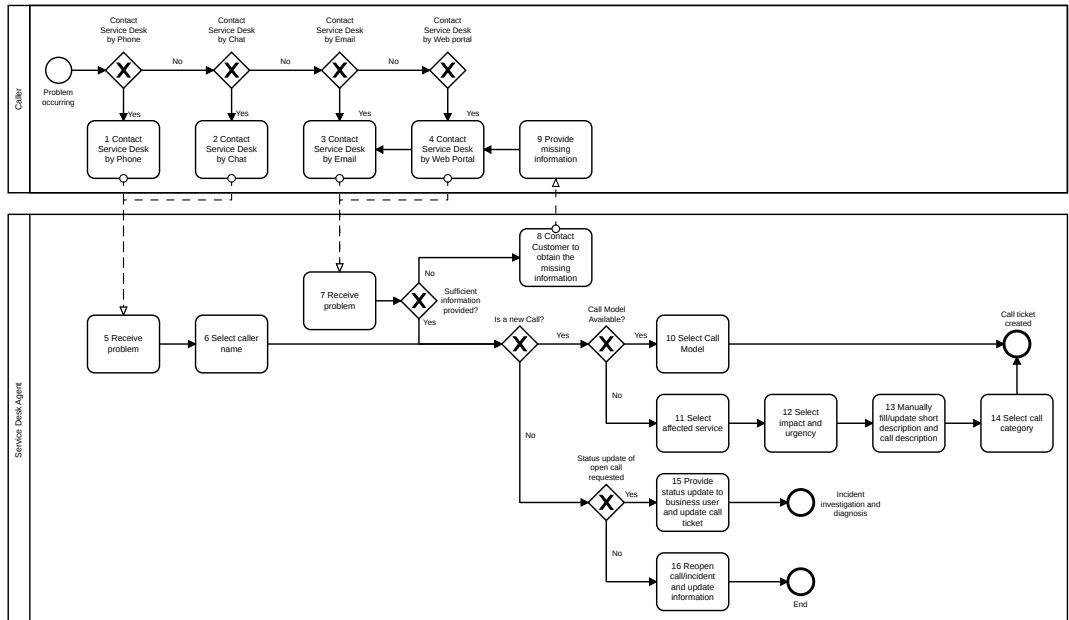 Caller
Contact
Service Desk
by Phone
Contact
Service Desk
by Chat
Contact
Service Desk
by Email
Contact
Service Desk
by Web portal
No
No
No
Problem
occurring
Yes
Yes
Yes
Yes
1 Contact
Service Desk
by Phone
2 Contact
Service Desk
by Chat
3 Contact
Service Desk
by Email
4 Contact
Service Desk
by Web Portal
9 Provide
missing
information
Service Desk Agent
8 Contact
Customer to
obtain the
missing
information
No
7 Receive
problem
Sufficient
information
provided?
Yes
5 Receive
problem
6 Select caller
name
Is a new Call?
Yes
Call Model
Available?
Yes
10 Select Call
Model
Call ticket
created
No
11 Select
affected service
12 Select
impact and
urgency
13 Manually
fill/update short
description and
call description
14 Select call
category
No
Status update of
open call
requested
Yes
15 Provide
status update to
business user
and update call
ticket
Incident
investigation and
diagnosis
No
16 Reopen
call/incident
and update
information
End